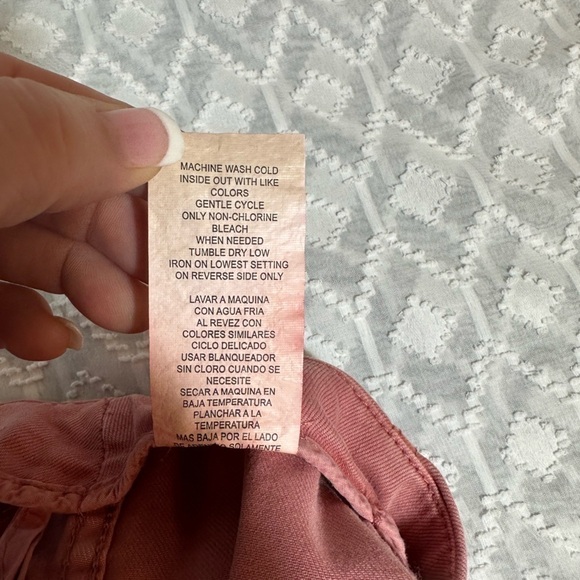 MACHINE WASH COLD
INSIDE OUT WITH LIKE
COLORS
GENTLE CYCLE
ONLY NON-CHLORINE
BLEACH
WHEN NEEDED
TUMBLE DRY LOW
IRON ON LOWEST SETTING
ON REVERSE SIDE ONLY
LAVAR A MAQUINA
CON AGUA FRIA
AL REVEZ CON
COLORES SIMILARES
CICLO DELICADO
USAR BLANQUEADOR
SIN CLORO CUANDO SE
NECESITE
SECAR A MAQUINA EN
BAJA TEMPERATURA
PLANCHAR A LA
TEMPERATURA
MAS BAJA POR EL LADO
SOLAMENTE